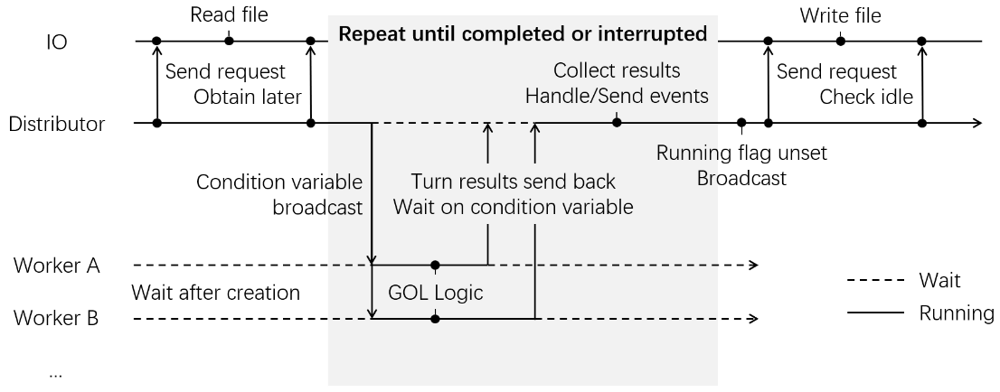 Read file
Write file
IO
Repeat until completed or interrupted
Send request
Obtain later
Collect results
Handle/Send events
Send request
Check idle
Distributor
Running flag unset
Broadcast
Condition variable
broadcast
Turn results send back
Wait on condition variable
Worker A
Wait after creation
GOL Logic
Wait
Worker B
Running
...